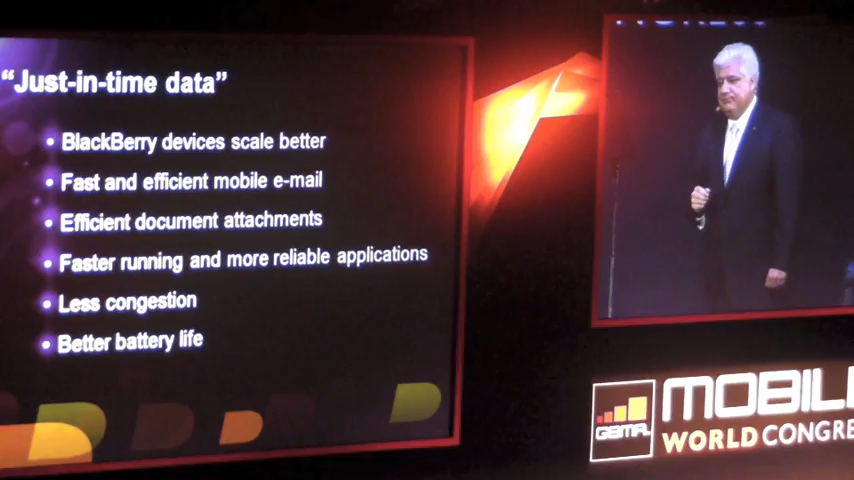 “Just-in-time data”
• BlackBerry devices scale better
• Fast and efficient mobile e-mail
• Efficient document attachments
• Faster running and more reliable applications
• Less congestion
• Better battery life
GSMA
MOBIL
WORLD CONGRE